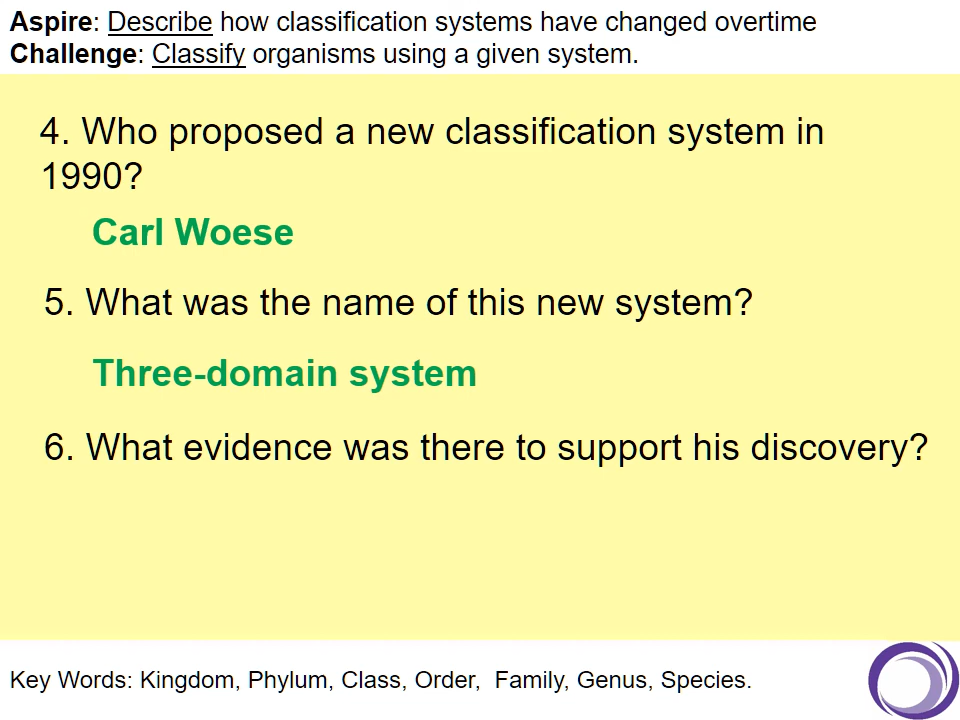 Aspire: Describe how classification systems have changed overtime
Challenge: Classify organisms using a given system.
4. Who proposed a new classification system in
1990?
Carl Woese
5. What was the name of this new system?
Three-domain system
6. What evidence was there to support his discovery?
Key Words: Kingdom, Phylum, Class, Order,  Family, Genus, Species.